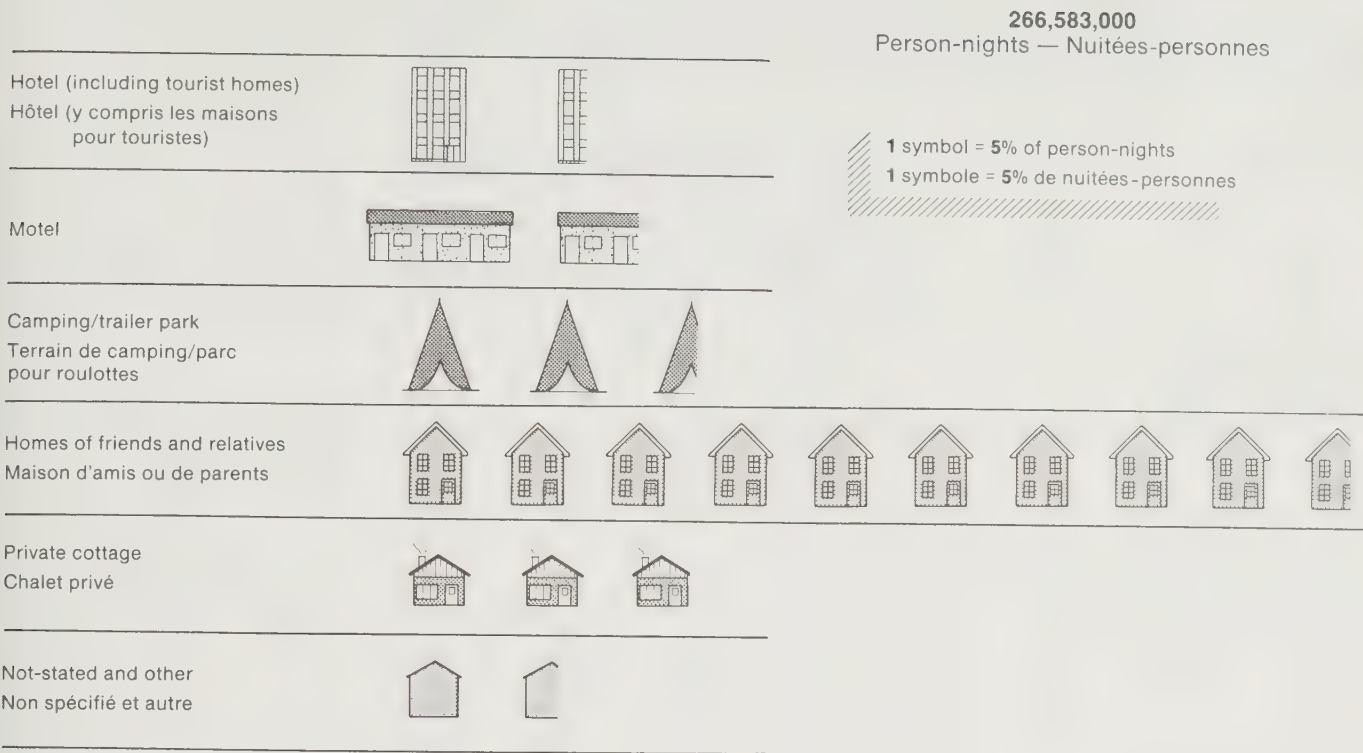 266,583,000
Person-nights — Nuitées-personnes
Hotel (including tourist homes)
Hôtel (y compris les maisons
pour touristes)
1 symbol = 5% of person-nights
1 symbole = 5% de nuitées-personnes
Motel
Camping/trailer park
Terrain de camping/parc
pour roulottes
Homes of friends and relatives
Maison d'amis ou de parents
Private cottage
Chalet privé
Not-stated and other
Non spécifié et autre